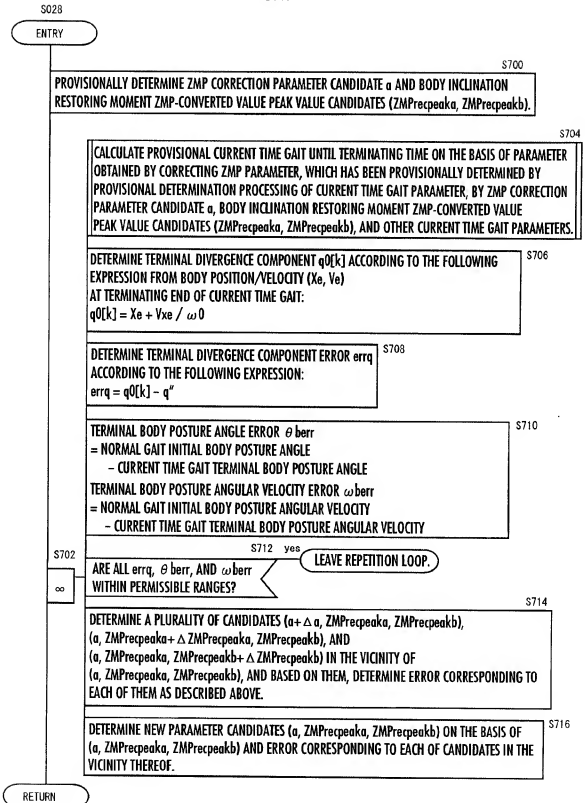 S028
ENTRY
S700
PROVISIONALLY DETERMINE ZMP CORRECTION PARAMETER CANDIDATE a AND BODY INCLINATION
RESTORING MOMENT ZMP-CONVERTED VALUE PEAK VALUE CANDIDATES (ZMPrecpeaka, ZMPrecpeakb).
S704
CALCULATE PROVISIONAL CURRENT TIME GAIT UNTIL TERMINATING TIME ON THE BASIS OF PARAMETER
OBTAINED BY CORRECTING ZMP PARAMETER, WHICH HAS BEEN PROVISIONALLY DETERMINED BY
PROVISIONAL DETERMINATION PROCESSING OF CURRENT TIME GAIT PARAMETER, BY ZMP CORRECTION
PARAMETER CANDIDATE a, BODY INCLINATION RESTORING MOMENT ZMP-CONVERTED VALUE
PEAK VALUE CANDIDATES (ZMPrecpeaka, ZMPrecpeakb), AND OTHER CURRENT TIME GAIT PARAMETERS.
S706
DETERMINE TERMINAL DIVERGENCE COMPONENT q0[k] ACCORDING TO THE FOLLOWING
EXPRESSION FROM BODY POSITION/VELOCITY (Xe, Ve)
AT TERMINATING END OF CURRENT TIME GAIT:
q0[k] = Xe + Vxe / ω0
S708
DETERMINE TERMINAL DIVERGENCE COMPONENT ERROR errq
ACCORDING TO THE FOLLOWING EXPRESSION:
errq = q0[k] - q"
S710
TERMINAL BODY POSTURE ANGLE ERROR θberr
= NORMAL GAIT INITIAL BODY POSTURE ANGLE
- CURRENT TIME GAIT TERMINAL BODY POSTURE ANGLE
TERMINAL BODY POSTURE ANGULAR VELOCITY ERROR ωberr
= NORMAL GAIT INITIAL BODY POSTURE ANGULAR VELOCITY
- CURRENT TIME GAIT TERMINAL BODY POSTURE ANGULAR VELOCITY
S702
∞
S712 yes
LEAVE REPETITION LOOP.
ARE ALL errq, θberr, AND ωberr
WITHIN PERMISSIBLE RANGES?
S714
DETERMINE A PLURALITY OF CANDIDATES (a+Δa, ZMPrecpeaka, ZMPrecpeakb),
(a, ZMPrecpeaka+ΔZMPrecpeaka, ZMPrecpeakb), AND
(a, ZMPrecpeaka, ZMPrecpeakb+ΔZMPrecpeakb) IN THE VICINITY OF
(a, ZMPrecpeaka, ZMPrecpeakb), AND BASED ON THEM, DETERMINE ERROR CORRESPONDING TO
EACH OF THEM AS DESCRIBED ABOVE.
S716
DETERMINE NEW PARAMETER CANDIDATES (a, ZMPrecpeaka, ZMPrecpeakb) ON THE BASIS OF
(a, ZMPrecpeaka, ZMPrecpeakb) AND ERROR CORRESPONDING TO EACH OF CANDIDATES IN THE
VICINITY THEREOF.
RETURN